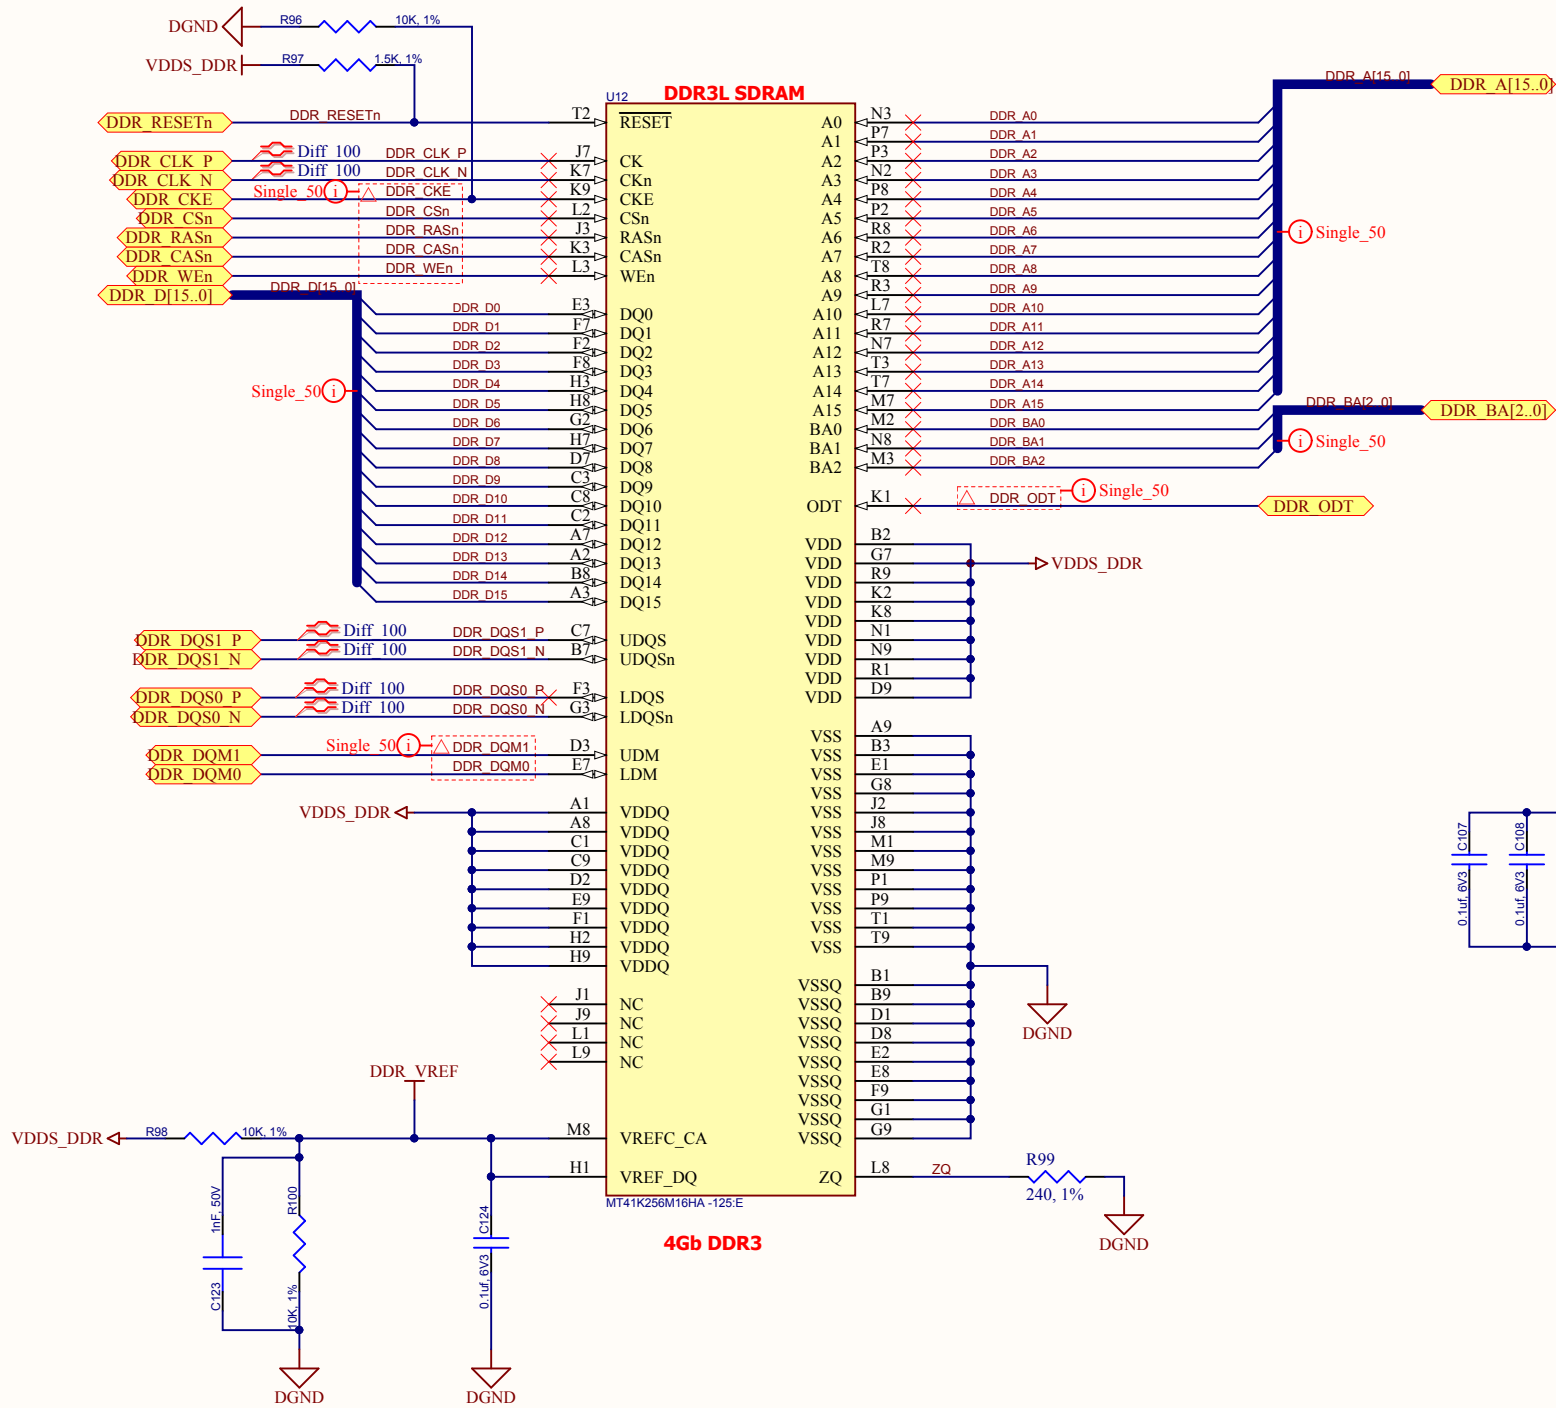 DGND R96 10K, 1%
VDDS_DDR R97 1.5K, 1%
DDR_RESETn DDR_RESETn
DDR_CLK_P Diff_100 DDR_CLK_P
DDR_CLK_N Diff_100 DDR_CLK_N
DDR_CKE Single_50 i DDR_CKE
DDR_CSn DDR_CSn
DDR_RASn DDR_RASn
DDR_CASn DDR_CASn
DDR_WEn DDR_WEn
DDR_D[15..0] DDR_D[15..0]
DDR_D0
DDR_D1
DDR_D2
DDR_D3
DDR_D4
Single_50 i
DDR_D5
DDR_D6
DDR_D7
DDR_D8
DDR_D9
DDR_D10
DDR_D11
DDR_D12
DDR_D13
DDR_D14
DDR_D15
DDR_DQS1_P Diff_100 DDR_DQS1_P
DDR_DQS1_N Diff_100 DDR_DQS1_N
DDR_DQS0_P Diff_100 DDR_DQS0_P
DDR_DQS0_N Diff_100 DDR_DQS0_N
DDR_DQM1 Single_50 i DDR_DQM1
DDR_DQM0 DDR_DQM0
VDDS_DDR
U12 DDR3L SDRAM
T2 RESET
J7 CK
K7 CKn
K9 CKE
L2 CSn
J3 RASn
K3 CASn
L3 WEn
E3 DQ0
F7 DQ1
F2 DQ2
F8 DQ3
H3 DQ4
H8 DQ5
G2 DQ6
H7 DQ7
D7 DQ8
C3 DQ9
C8 DQ10
C2 DQ11
A7 DQ12
A2 DQ13
B8 DQ14
A3 DQ15
C7 UDQS
B7 UDQSn
F3 LDQS
G3 LDQSn
D3 UDM
E7 LDM
A1 VDDQ
A8 VDDQ
C1 VDDQ
C9 VDDQ
D2 VDDQ
E9 VDDQ
F1 VDDQ
H2 VDDQ
H9 VDDQ
J1 NC
J9 NC
L1 NC
L9 NC
M8 VREFC_CA
H1 VREF_DQ
A0 N3 DDR_A0
A1 P7 DDR_A1
A2 P3 DDR_A2
A3 N2 DDR_A3
A4 P8 DDR_A4
A5 P2 DDR_A5
A6 R8 DDR_A6
A7 R2 DDR_A7
A8 T8 DDR_A8
A9 R3 DDR_A9
A10 L7 DDR_A10
A11 R7 DDR_A11
A12 N7 DDR_A12
A13 T3 DDR_A13
A14 T7 DDR_A14
A15 M7 DDR_A15
BA0 M2 DDR_BA0
BA1 N8 DDR_BA1
BA2 M3 DDR_BA2
ODT K1 DDR_ODT i Single_50 DDR_ODT
VDD B2
VDD G7 VDDS_DDR
VDD R9
VDD K2
VDD K8
VDD N1
VDD N9
VDD R1
VDD D9
VSS A9
VSS B3
VSS E1
VSS G8
VSS J2
VSS J8
VSS M1
VSS M9
VSS P1
VSS P9
VSS T1
VSS T9
VSSQ B1
VSSQ B9
VSSQ D1
VSSQ D8
VSSQ E2
VSSQ E8
VSSQ F9
VSSQ G1
VSSQ G9
DGND
ZQ L8 ZQ R99
240, 1%
DGND
DDR_A[15..0] DDR_A[15..0]
i Single_50
DDR_BA[2..0] DDR_BA[2..0]
i Single_50
C107 0.1uf, 6V3
C108 0.1uf, 6V3
MT41K256M16HA -125:E
4Gb DDR3
DDR_VREF
VDDS_DDR R98 10K, 1%
1nF, 50V C123
R100 10K, 1%
C124 0.1uf, 6V3
DGND
DGND